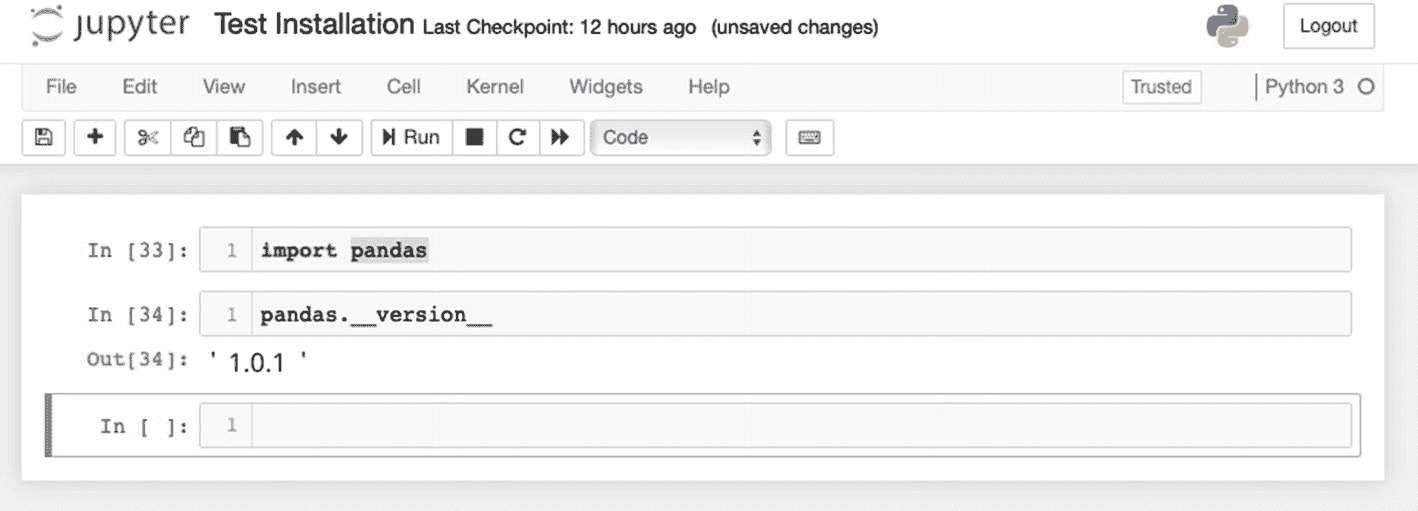 jupyter Test Installation Last Checkpoint: 12 hours ago (unsaved changes) Logout
File Edit View Insert Cell Kernel Widgets Help Trusted Python 3
Run Code
In [33]: 1 import pandas
In [34]: 1 pandas.__version__
Out[34]: ' 1.0.1 '
In [ ]: 1